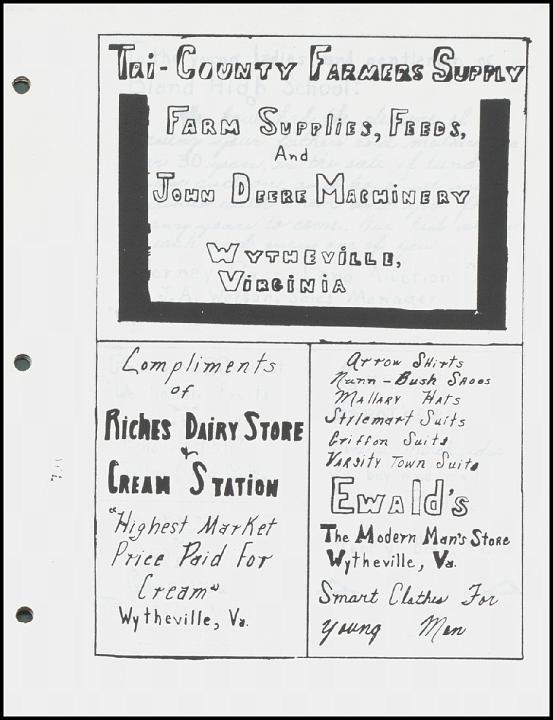 Tri-County Farmers Supply
Farm Supplies, Feeds,
And
John Deere Machinery
Wytheville,
Virginia
Compliments
of
Riches Dairy Store
&
Cream Station
"Highest Market
Price Paid For
Cream"
Wytheville, Va.
Arrow Shirts
Nunn-Bush Shoes
Mallary Hats
Stylemart Suits
Griffon Suits
Varsity Town Suits
Ewald's
The Modern Man's Store
Wytheville, Va.
Smart Clothes For
Young Men